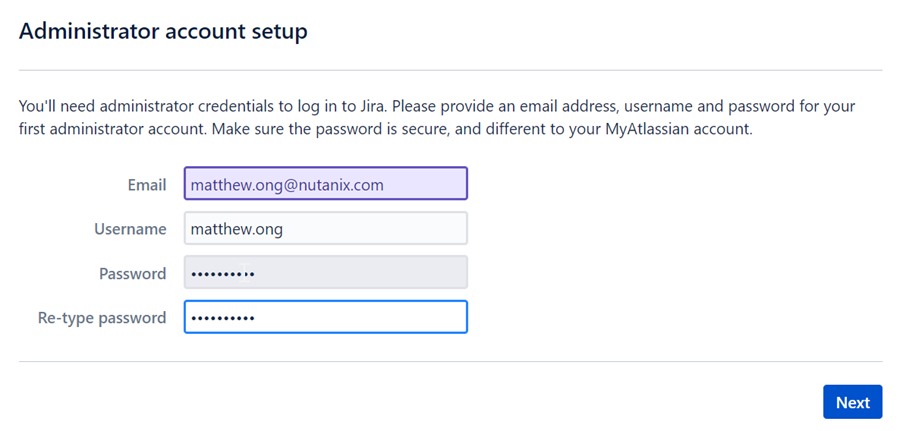 Administrator account setup
You'll need administrator credentials to log in to Jira. Please provide an email address, username and password for your
first administrator account. Make sure the password is secure, and different to your MyAtlassian account.
Email matthew.ong@nutanix.com
Username matthew.ong
Password ••••••••••
Re-type password ••••••••••
Next